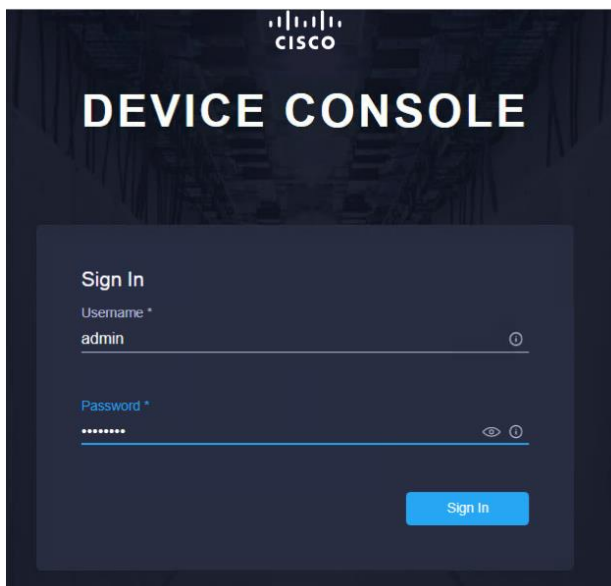 CISCO
DEVICE CONSOLE
Sign In
Username *
admin
Password *
••••••••
Sign In